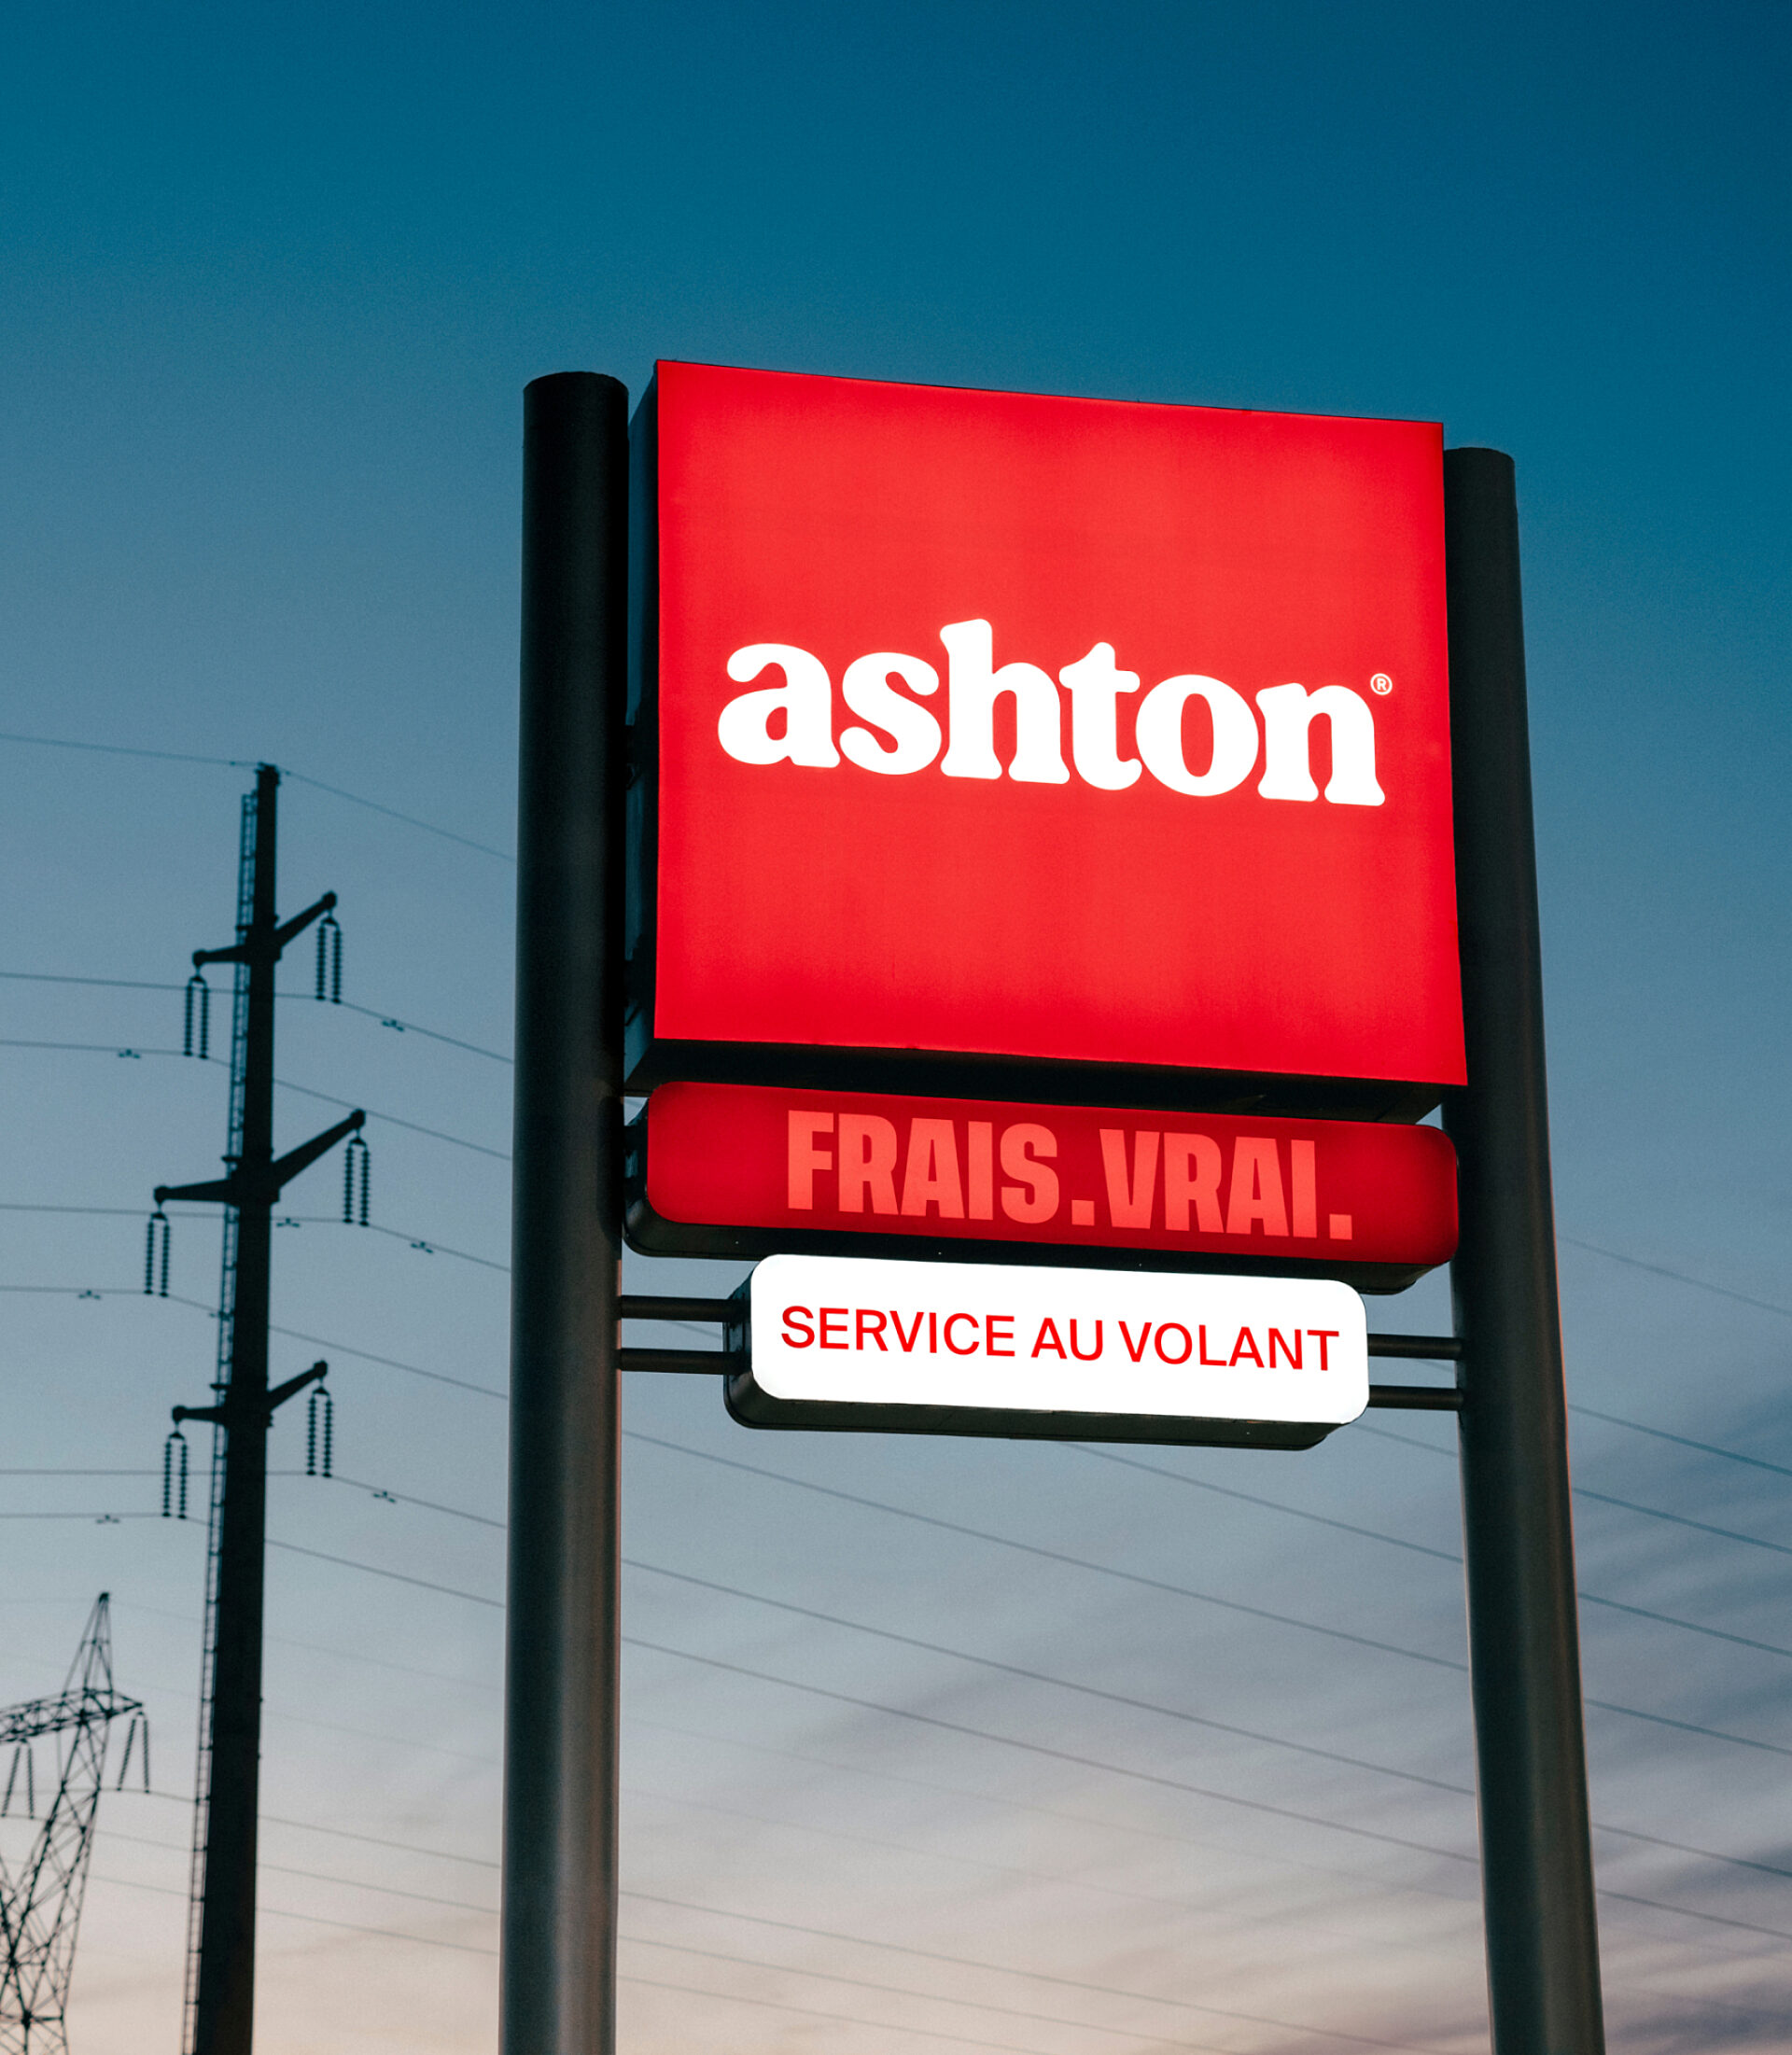 ashton®
FRAIS.VRAI.
SERVICE AU VOLANT